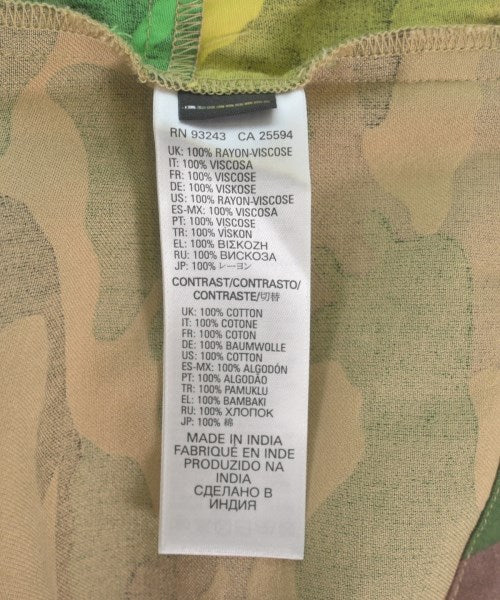 RN 93243 CA 25594
UK: 100% RAYON-VISCOSE
IT: 100% VISCOSA
FR: 100% VISCOSE
DE: 100% VISKOSE
US: 100% RAYON-VISCOSE
ES-MX: 100% VISCOSA
PT: 100% VISCOSE
TR: 100% VİSKON
EL: 100% ΒΙΣΚΟΖΗ
RU: 100% ВИСКОЗА
JP: 100% レーヨン
CONTRAST/CONTRASTO/
CONTRASTE/切替
UK: 100% COTTON
IT: 100% COTONE
FR: 100% COTON
DE: 100% BAUMWOLLE
US: 100% COTTON
ES-MX: 100% ALGODÓN
PT: 100% ALGODÃO
TR: 100% PAMUKLU
EL: 100% BAMBAKI
RU: 100% ХЛОПОК
JP: 100% 棉
MADE IN INDIA
FABRIQUÉ EN INDE
PRODUZIDO NA
INDIA
СДЕЛАНО В
ИНДИЯ